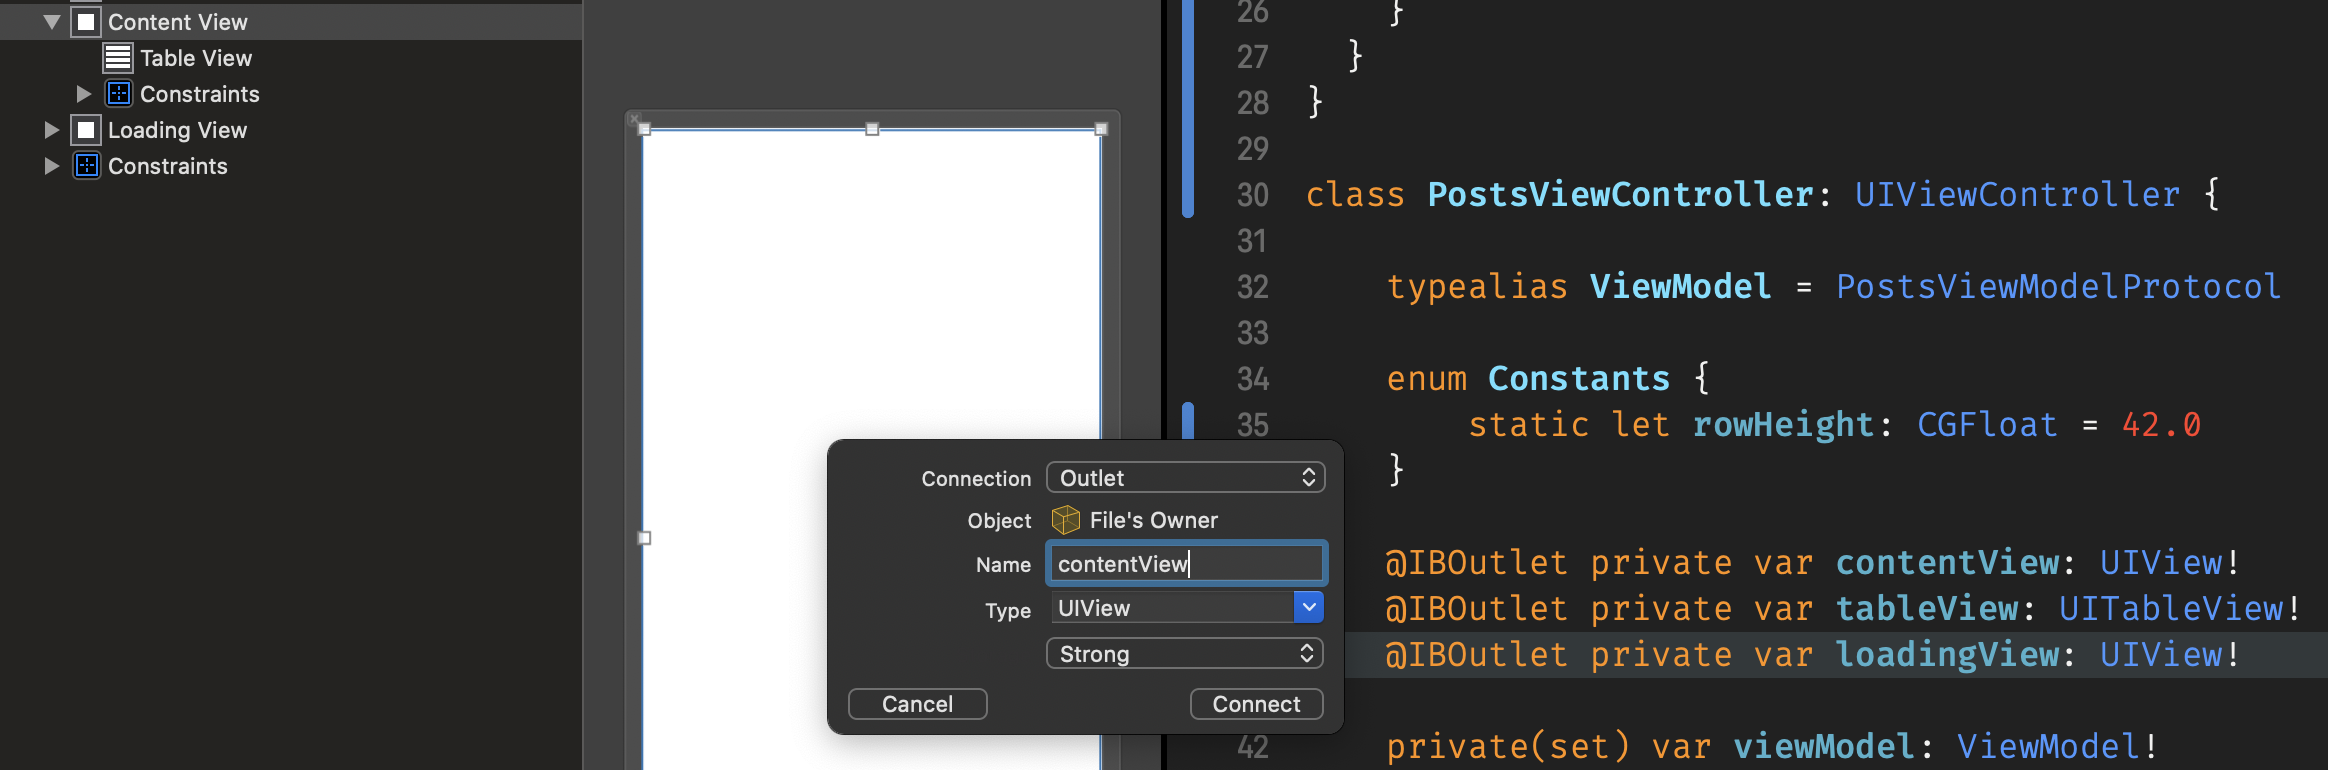 Content View
Table View
Constraints
Loading View
Constraints
26 }
27 }
28 }
29
30 class PostsViewController: UIViewController {
31
32 typealias ViewModel = PostsViewModelProtocol
33
34 enum Constants {
35 static let rowHeight: CGFloat = 42.0
}
@IBOutlet private var contentView: UIView!
@IBOutlet private var tableView: UITableView!
@IBOutlet private var loadingView: UIView!
42 private(set) var viewModel: ViewModel!
Connection Outlet
Object File's Owner
Name contentView
Type UIView
Strong
Cancel Connect